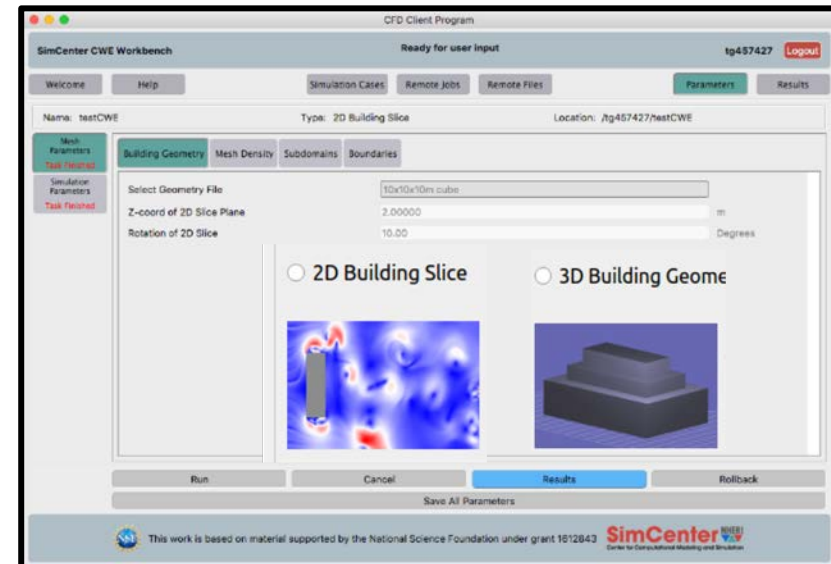 CFD Client Program
SimCenter CWE Workbench
Ready for user input
tg457427
Logout
Welcome
Help
Simulation Cases
Remote Jobs
Remote Files
Parameters
Results
Name: testCWE
Type: 2D Building Slice
Location: /tg457427/testCWE
Mesh
Parameters
Task Finished
Simulation
Parameters
Task Finished
Building Geometry
Mesh Density
Subdomains
Boundaries
Select Geometry File
10x10x10m cube
Z-coord of 2D Slice Plane
2.00000
m
Rotation of 2D Slice
10.00
Degrees
2D Building Slice
3D Building Geome
Run
Cancel
Results
Rollback
Save All Parameters
This work is based on material supported by the National Science Foundation under grant 1612843
SimCenter
Center for Computational Modeling and Simulation